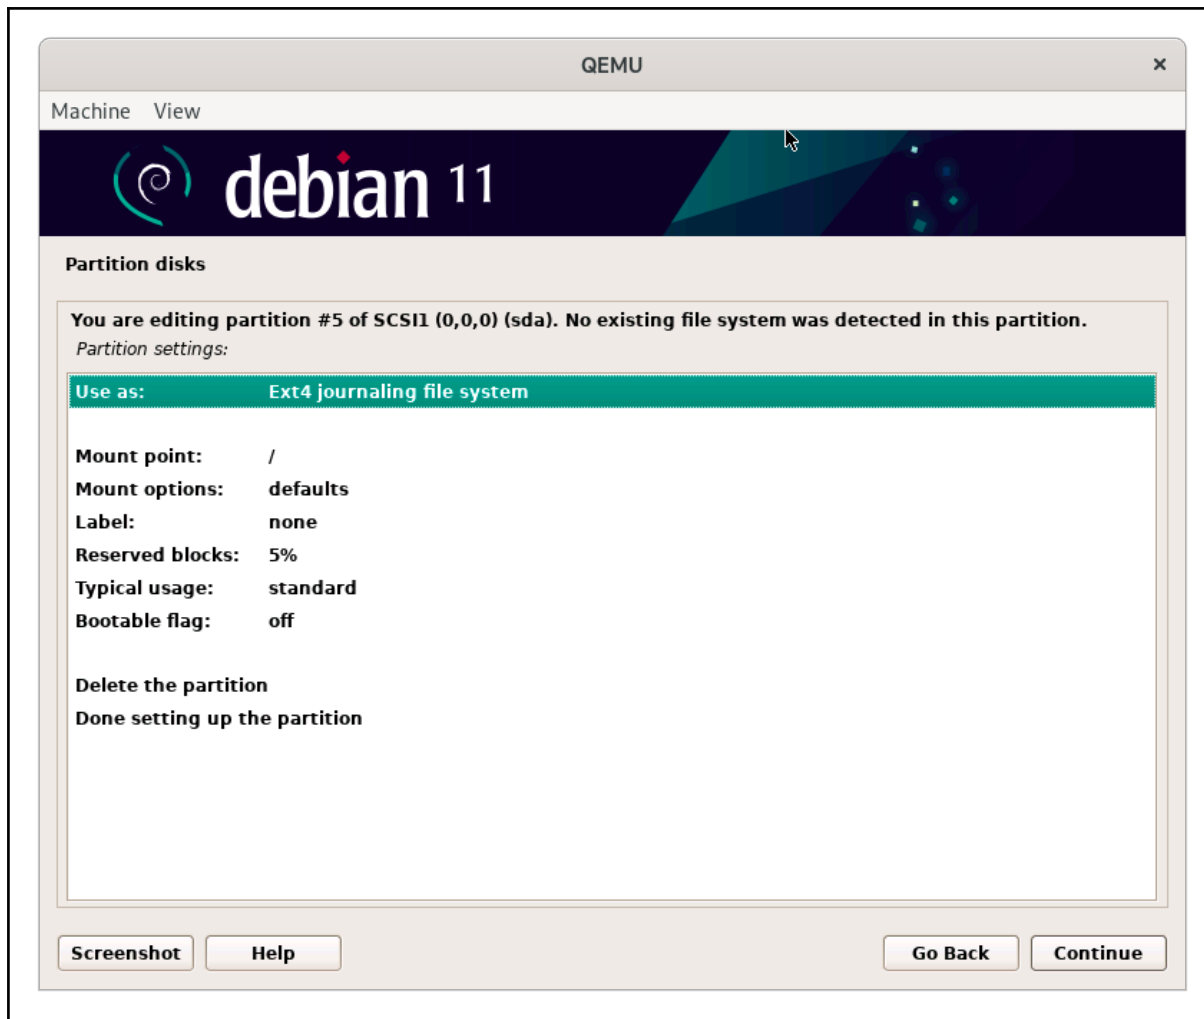 QEMU
Machine View
debian 11
Partition disks
You are editing partition #5 of SCSI1 (0,0,0) (sda). No existing file system was detected in this partition.
Partition settings:
Use as: Ext4 journaling file system
Mount point: /
Mount options: defaults
Label: none
Reserved blocks: 5%
Typical usage: standard
Bootable flag: off
Delete the partition
Done setting up the partition
Screenshot Help Go Back Continue